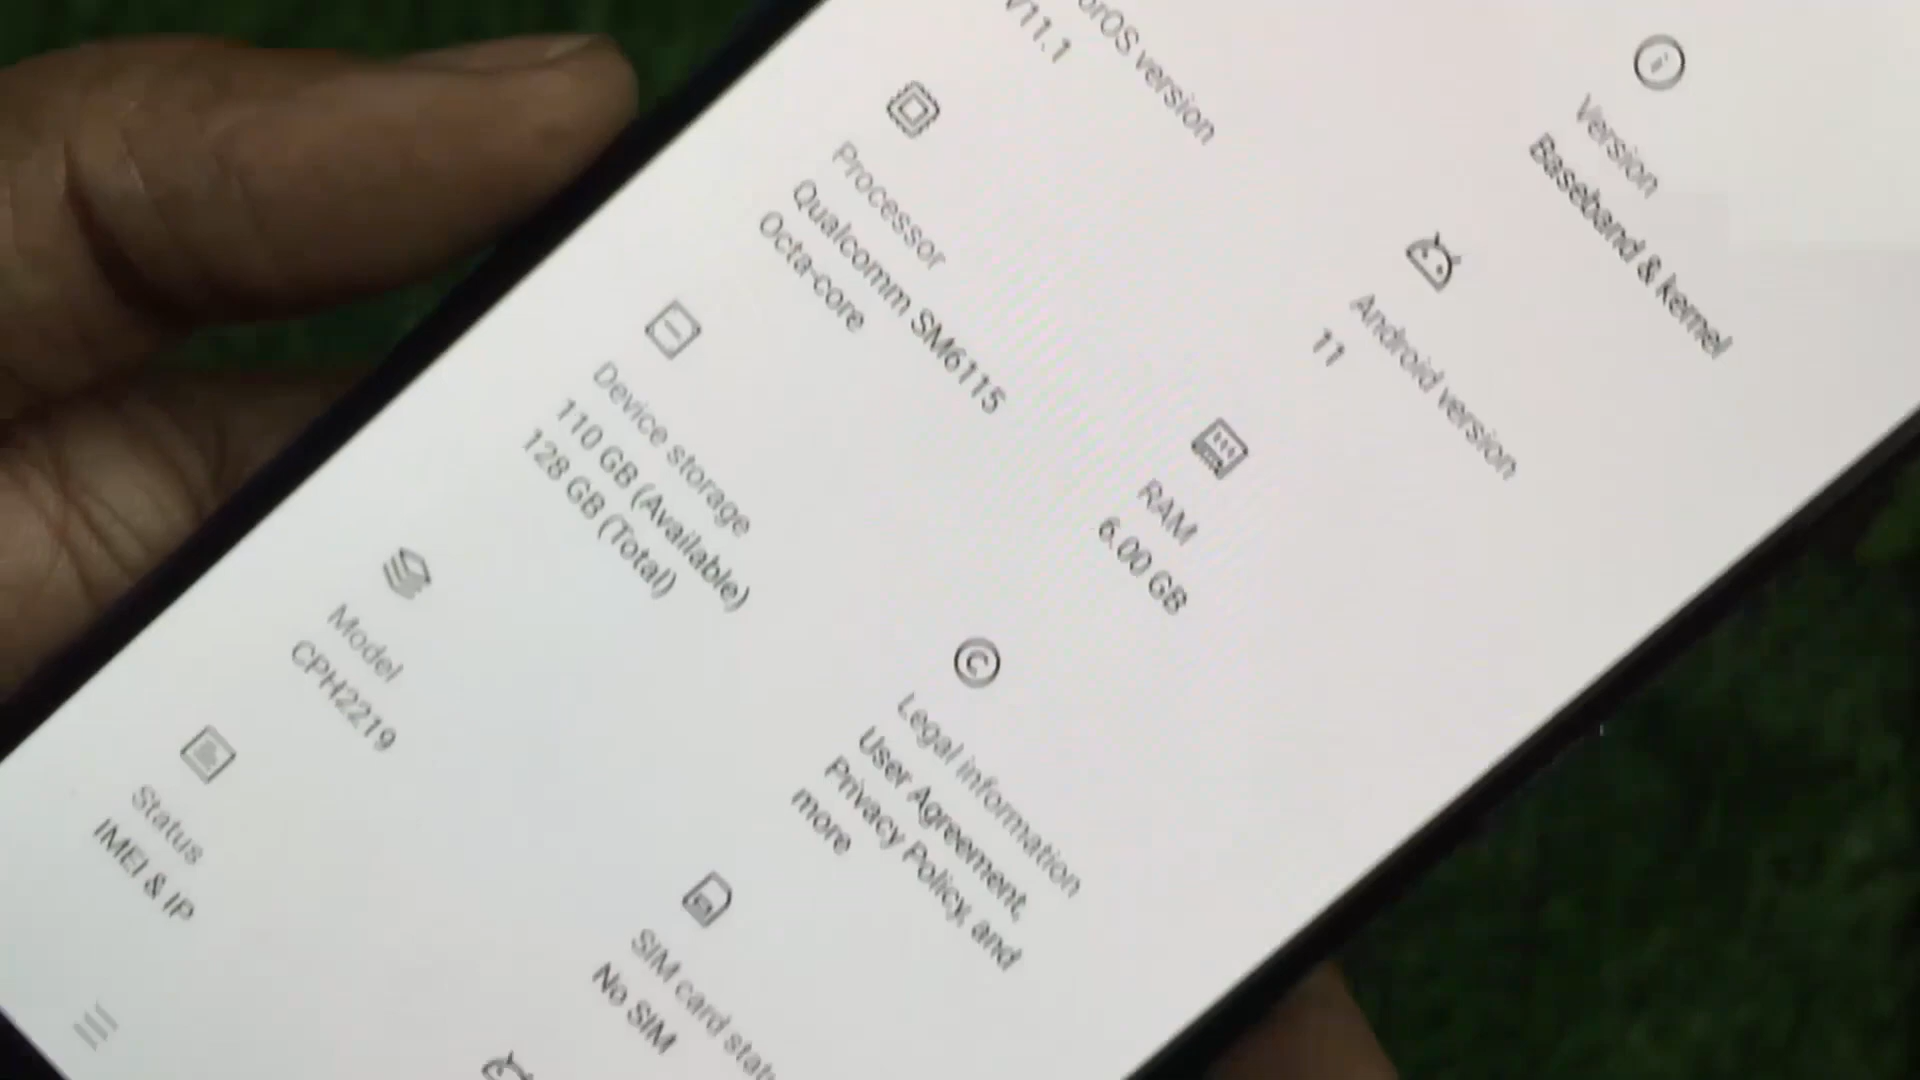 version
V11.1
Android version
11
Version
Baseband & kernel
Processor
Qualcomm SM6115
Octa-core
RAM
6.00 GB
Device storage
110 GB (Available)
128 GB (Total)
Legal information
User Agreement,
Privacy Policy, and
more
Model
CPH2219
SIM card
No SIM
Status
IMEI & IP